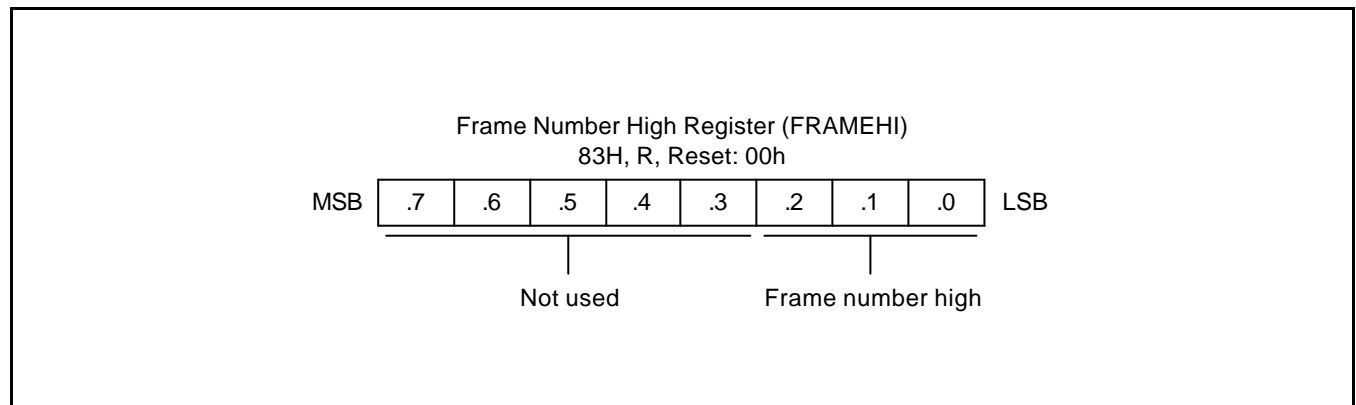 Frame Number High Register (FRAMEHI)
83H, R, Reset: 00h
MSB .7 .6 .5 .4 .3 .2 .1 .0 LSB
Not used Frame number high